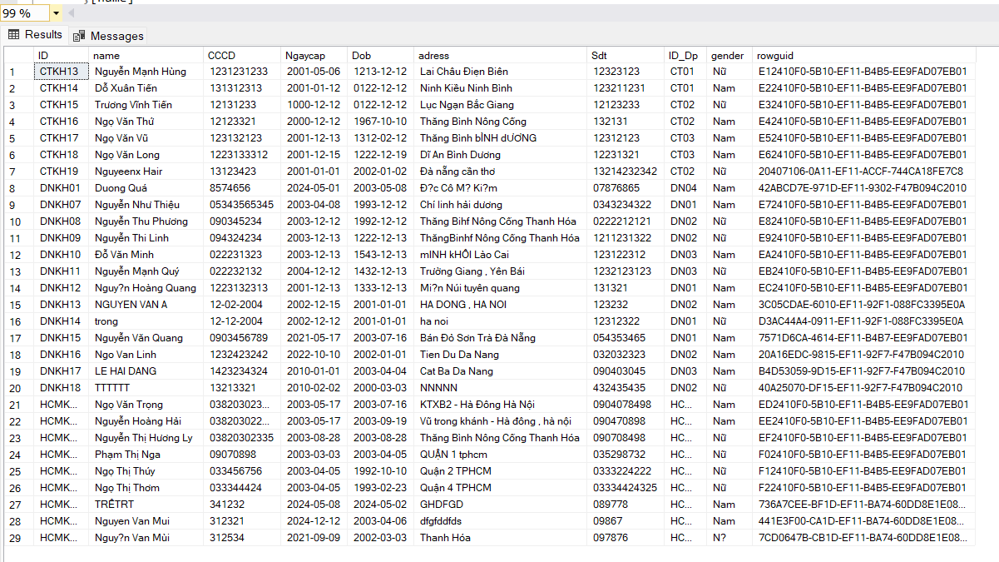 99 %
Results Messages
ID name CCCD Ngaycap Dob adress Sdt ID_Dp gender rowguid
1 CTKH13 Nguyễn Mạnh Hùng 1231231233 2001-05-06 1213-12-12 Lai Châu Điẹn Biên 12323123 CT01 Nữ E12410F0-5B10-EF11-B4B5-EE9FAD07EB01
2 CTKH14 Dỗ Xuân Tiến 131312313 2001-01-12 0122-12-12 Ninh Kiều Ninh Bình 123211231 CT01 Nam E22410F0-5B10-EF11-B4B5-EE9FAD07EB01
3 CTKH15 Trương Vĩnh Tiến 12131233 1000-12-12 0122-12-12 Lục Ngạn Bắc Giang 12123233 CT02 Nữ E32410F0-5B10-EF11-B4B5-EE9FAD07EB01
4 CTKH16 Ngọ Văn Thứ 12123321 2000-12-12 1967-10-10 Thăng Bình Nông Cống 132131 CT02 Nam E42410F0-5B10-EF11-B4B5-EE9FAD07EB01
5 CTKH17 Ngọ Văn Vũ 123132123 2001-12-13 1312-02-12 Thăng Bình bÌNH dƯƠNG 12312123 CT03 Nam E52410F0-5B10-EF11-B4B5-EE9FAD07EB01
6 CTKH18 Ngọ Văn Long 1223133312 2001-12-15 1222-12-19 Dĩ An Bình Dương 12231321 CT03 Nam E62410F0-5B10-EF11-B4B5-EE9FAD07EB01
7 CTKH19 Nguyeenx Hair 13123423 2001-01-01 2002-01-02 Đà nẵng cần thơ 13214232342 CT02 Nữ 20407106-0A11-EF11-ACCF-744CA18FE7C8
8 DNKH01 Duong Quá 8574656 2024-05-01 2003-05-08 Đ?c Cô M? Ki?m 07876865 DN04 Nam 42ABCD7E-971D-EF11-9302-F47B094C2010
9 DNKH07 Nguyễn Như Thiệu 05343565345 2003-04-08 1993-12-12 Chí linh hải dương 0343234322 DN01 Nam E72410F0-5B10-EF11-B4B5-EE9FAD07EB01
10 DNKH08 Nguyễn Thu Phương 090345234 2003-12-12 1992-12-12 Thăng Bihf Nông Cống Thanh Hóa 0222212121 DN02 Nữ E82410F0-5B10-EF11-B4B5-EE9FAD07EB01
11 DNKH09 Nguyễn Thi Linh 094324234 2003-12-13 1222-12-13 ThăngBinhf Nông Cống Thanh Hóa 1211231322 DN02 Nữ E92410F0-5B10-EF11-B4B5-EE9FAD07EB01
12 DNKH10 Đỗ Văn Minh 022231323 2003-12-13 1543-12-13 mINH kHÔI Lào Cai 123122312 DN03 Nam EA2410F0-5B10-EF11-B4B5-EE9FAD07EB01
13 DNKH11 Nguyễn Mạnh Quý 022232132 2004-12-12 1432-12-13 Trường Giang , Yên Bái 1232123123 DN03 Nữ EB2410F0-5B10-EF11-B4B5-EE9FAD07EB01
14 DNKH12 Nguy?n Hoàng Quang 1223132313 2001-12-13 1333-12-13 Mi?n Núi tuyên quang 131321 DN01 Nam EC2410F0-5B10-EF11-B4B5-EE9FAD07EB01
15 DNKH13 NGUYEN VAN A 12-02-2004 2002-12-15 2001-01-01 HA DONG , HA NOI 123232 DN02 Nam 3C05CDAE-6010-EF11-92F1-088FC3395E0A
16 DNKH14 trong 12-12-2004 2002-12-12 2001-01-01 ha noi 12312322 DN01 Nữ D3AC44A4-0911-EF11-92F1-088FC3395E0A
17 DNKH15 Nguyễn Văn Quang 0903456789 2021-05-17 2003-07-16 Bán Đỏ Sơn Trà Đà Nẵng 054353465 DN01 Nam 7571D6CA-4614-EF11-B4B7-EE9FAD07EB01
18 DNKH16 Ngo Van Linh 1232423242 2022-10-10 2002-01-01 Tien Du Da Nang 032032323 DN02 Nam 20A16EDC-9815-EF11-92F7-F47B094C2010
19 DNKH17 LE HAI DANG 1423234324 2010-01-01 2003-04-04 Cat Ba Da Nang 090403045 DN03 Nam B4D53059-9D15-EF11-92F7-F47B094C2010
20 DNKH18 TTTTTT 13213321 2010-02-02 2000-03-03 NNNNN 432435435 DN02 Nữ 40A25070-DF15-EF11-92F7-F47B094C2010
21 HCMK... Ngọ Văn Trọng 038203023... 2003-05-17 2003-07-16 KTXB2 - Hà Đông Hà Nội 0904078498 HC... Nam ED2410F0-5B10-EF11-B4B5-EE9FAD07EB01
22 HCMK... Nguyễn Hoàng Hải 038203022... 2003-05-17 2003-09-19 Vũ trong khánh - Hà đông , hà nội 090470898 HC... Nam EE2410F0-5B10-EF11-B4B5-EE9FAD07EB01
23 HCMK... Nguyễn Thị Hương Ly 03820302335 2003-08-28 2003-08-28 Thăng Bình Nông Cống Thanh Hóa 090708498 HC... Nữ EF2410F0-5B10-EF11-B4B5-EE9FAD07EB01
24 HCMK... Phạm Thị Nga 09070898 2003-03-03 2003-04-05 QUẬN 1 tphcm 035298732 HC... Nữ F02410F0-5B10-EF11-B4B5-EE9FAD07EB01
25 HCMK... Ngọ Thị Thúy 033456756 2003-04-05 1992-10-10 Quận 2 TPHCM 0333224222 HC... Nữ F12410F0-5B10-EF11-B4B5-EE9FAD07EB01
26 HCMK... Ngọ Thị Thơm 033344424 2003-04-05 1993-02-23 Quận 4 TPHCM 03334424325 HC... Nữ F22410F0-5B10-EF11-B4B5-EE9FAD07EB01
27 HCMK... TRẾTRT 341232 2024-05-08 2024-05-02 GHDFGD 089778 HC... Nam 736A7CEE-BF1D-EF11-BA74-60DD8E1E08...
28 HCMK... Nguyen Van Mui 312321 2024-12-12 2003-04-06 dfgfddfds 09867 HC... Nam 441E3F00-CA1D-EF11-BA74-60DD8E1E08...
29 HCMK... Nguy?n Van Mùi 312534 2021-09-09 2002-03-03 Thanh Hóa 097876 HC... N? 7CD0647B-CB1D-EF11-BA74-60DD8E1E08...